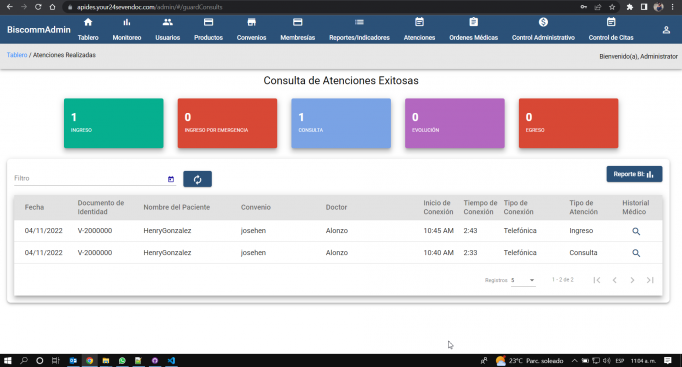 apides.your24sevendoc.com/admin/#/guardConsults
BiscommAdmin
Tablero
Monitoreo
Usuarios
Productos
Convenios
Membresías
Reportes/Indicadores
Atenciones
Ordenes Médicas
Control Administrativo
Control de Citas
Tablero / Atenciones Realizadas
Bienvenido(a), Administrator
Consulta de Atenciones Exitosas
1
INGRESO
0
INGRESO POR EMERGENCIA
1
CONSULTA
0
EVOLUCIÓN
0
EGRESO
Filtro
Reporte BI:
Fecha Documento de Identidad Nombre del Paciente Convenio Doctor Inicio de Conexión Tiempo de Conexión Tipo de Conexión Tipo de Atención Historial Médico
04/11/2022 V-2000000 HenryGonzalez josehen Alonzo 10:45 AM 2:43 Telefónica Ingreso
04/11/2022 V-2000000 HenryGonzalez josehen Alonzo 10:40 AM 2:33 Telefónica Consulta
Registros 5 1 - 2 de 2
23°C Parc. soleado ESP 11:04 a. m.